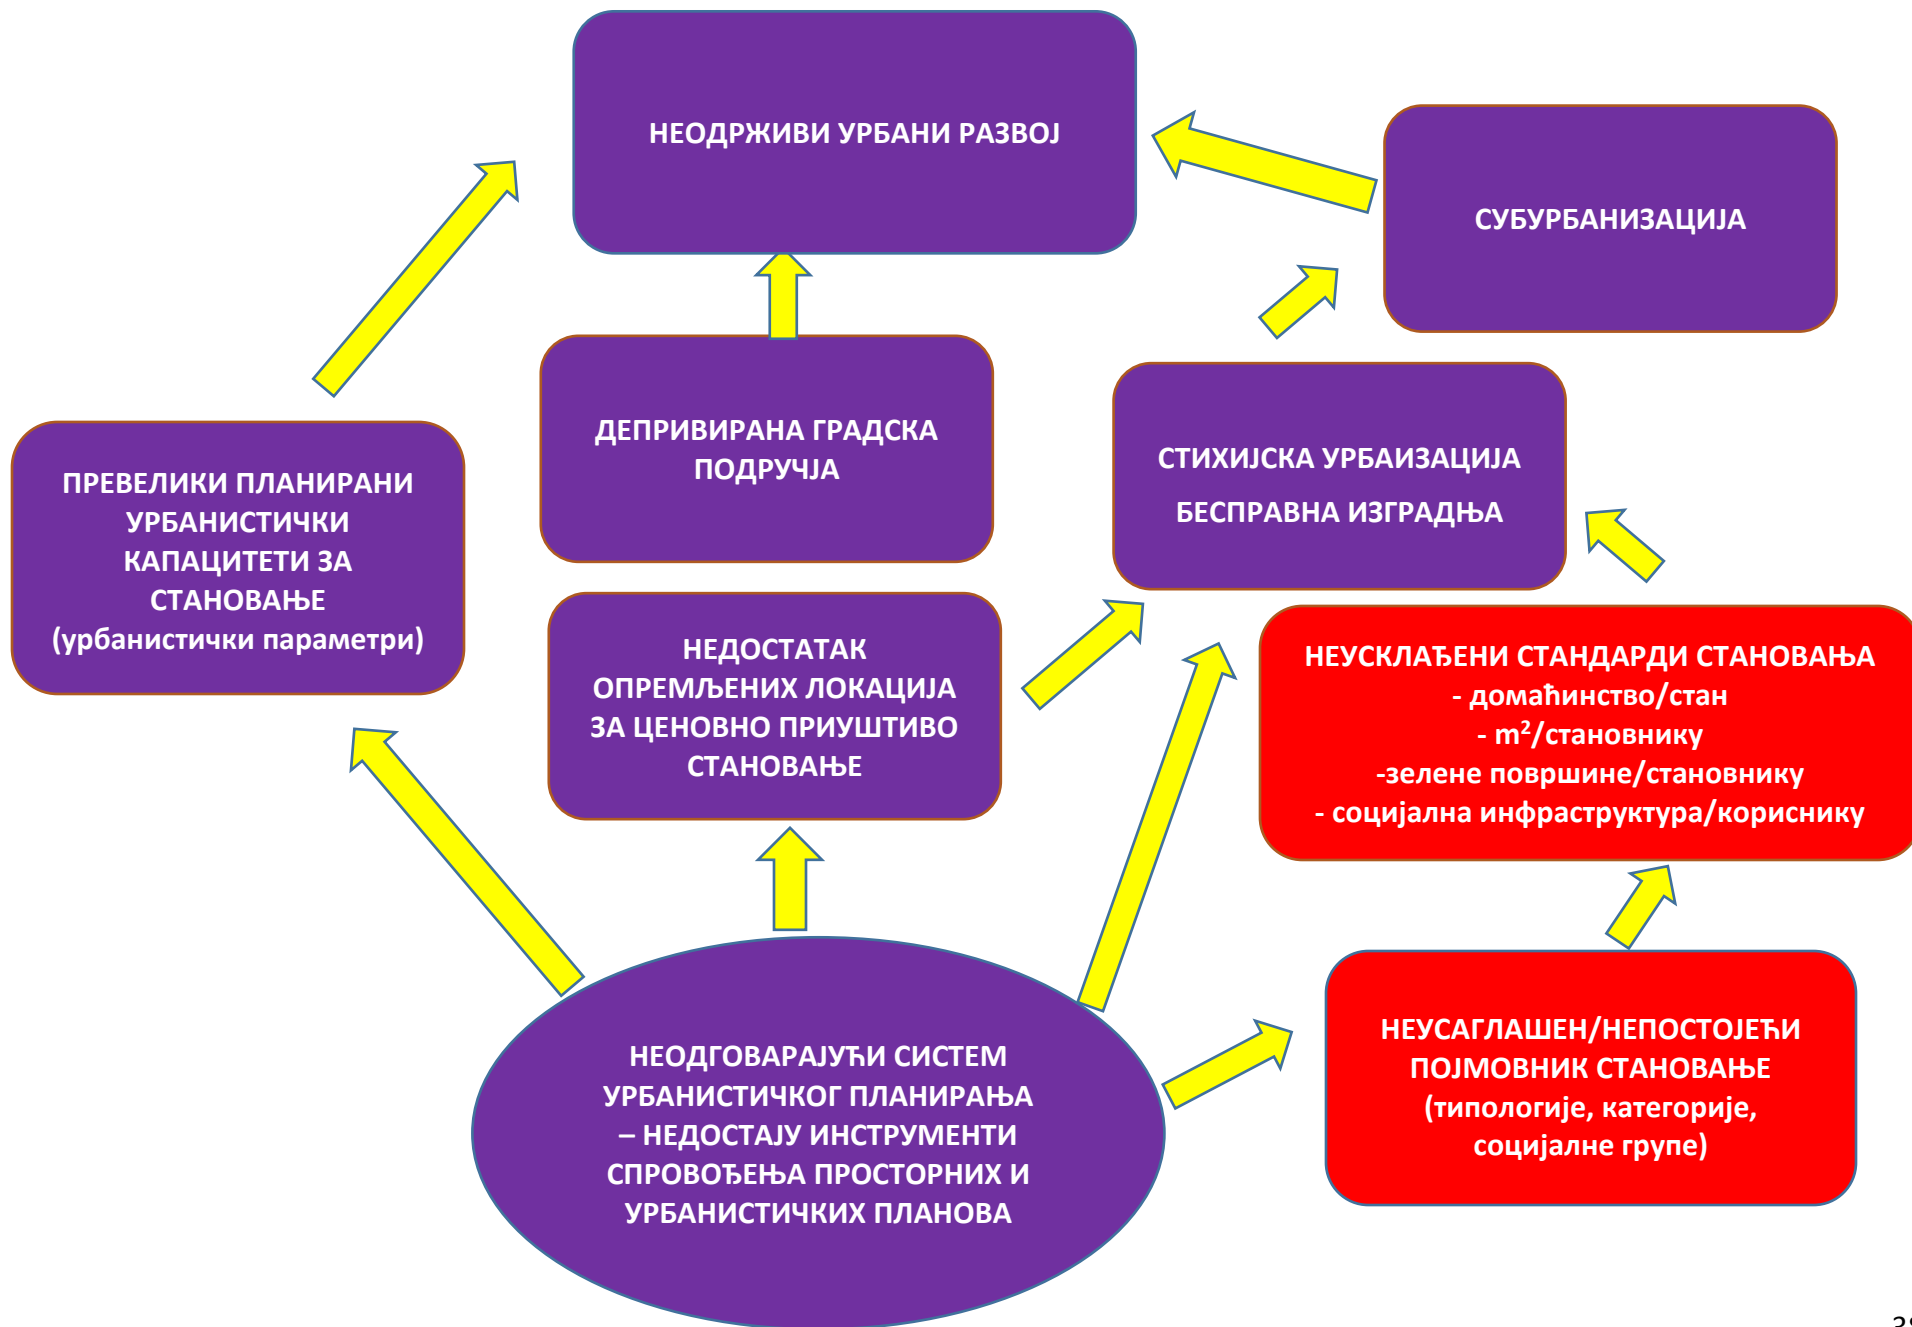 НЕОДРЖИВИ УРБАНИ РАЗВОЈ
СУБУРБАНИЗАЦИЈА
ДЕПРИВИРАНА ГРАДСКА
ПОДРУЧЈА
СТИХИЈСКА УРБАИЗАЦИЈА
БЕСПРАВНА ИЗГРАДЊА
ПРЕВЕЛИКИ ПЛАНИРАНИ
УРБАНИСТИЧКИ
КАПАЦИТЕТИ ЗА
СТАНОВАЊЕ
(урбанистички параметри)
НЕДОСТАТАК
ОПРЕМЉЕНИХ ЛОКАЦИЈА
ЗА ЦЕНОВНО ПРИУШТИВО
СТАНОВАЊЕ
НЕУСКЛАЂЕНИ СТАНДАРДИ СТАНОВАЊА
- домаћинство/стан
- m²/становнику
-зелене површине/становнику
- социјална инфраструктура/кориснику
НЕОДГОВАРАЈУЋИ СИСТЕМ
УРБАНИСТИЧКОГ ПЛАНИРАЊА
– НЕДОСТАЈУ ИНСТРУМЕНТИ
СПРОВОЂЕЊА ПРОСТОРНИХ И
УРБАНИСТИЧКИХ ПЛАНОВА
НЕУСАГЛАШЕН/НЕПОСТОЈЕЋИ
ПОЈМОВНИК СТАНОВАЊЕ
(типологије, категорије,
социјалне групе)